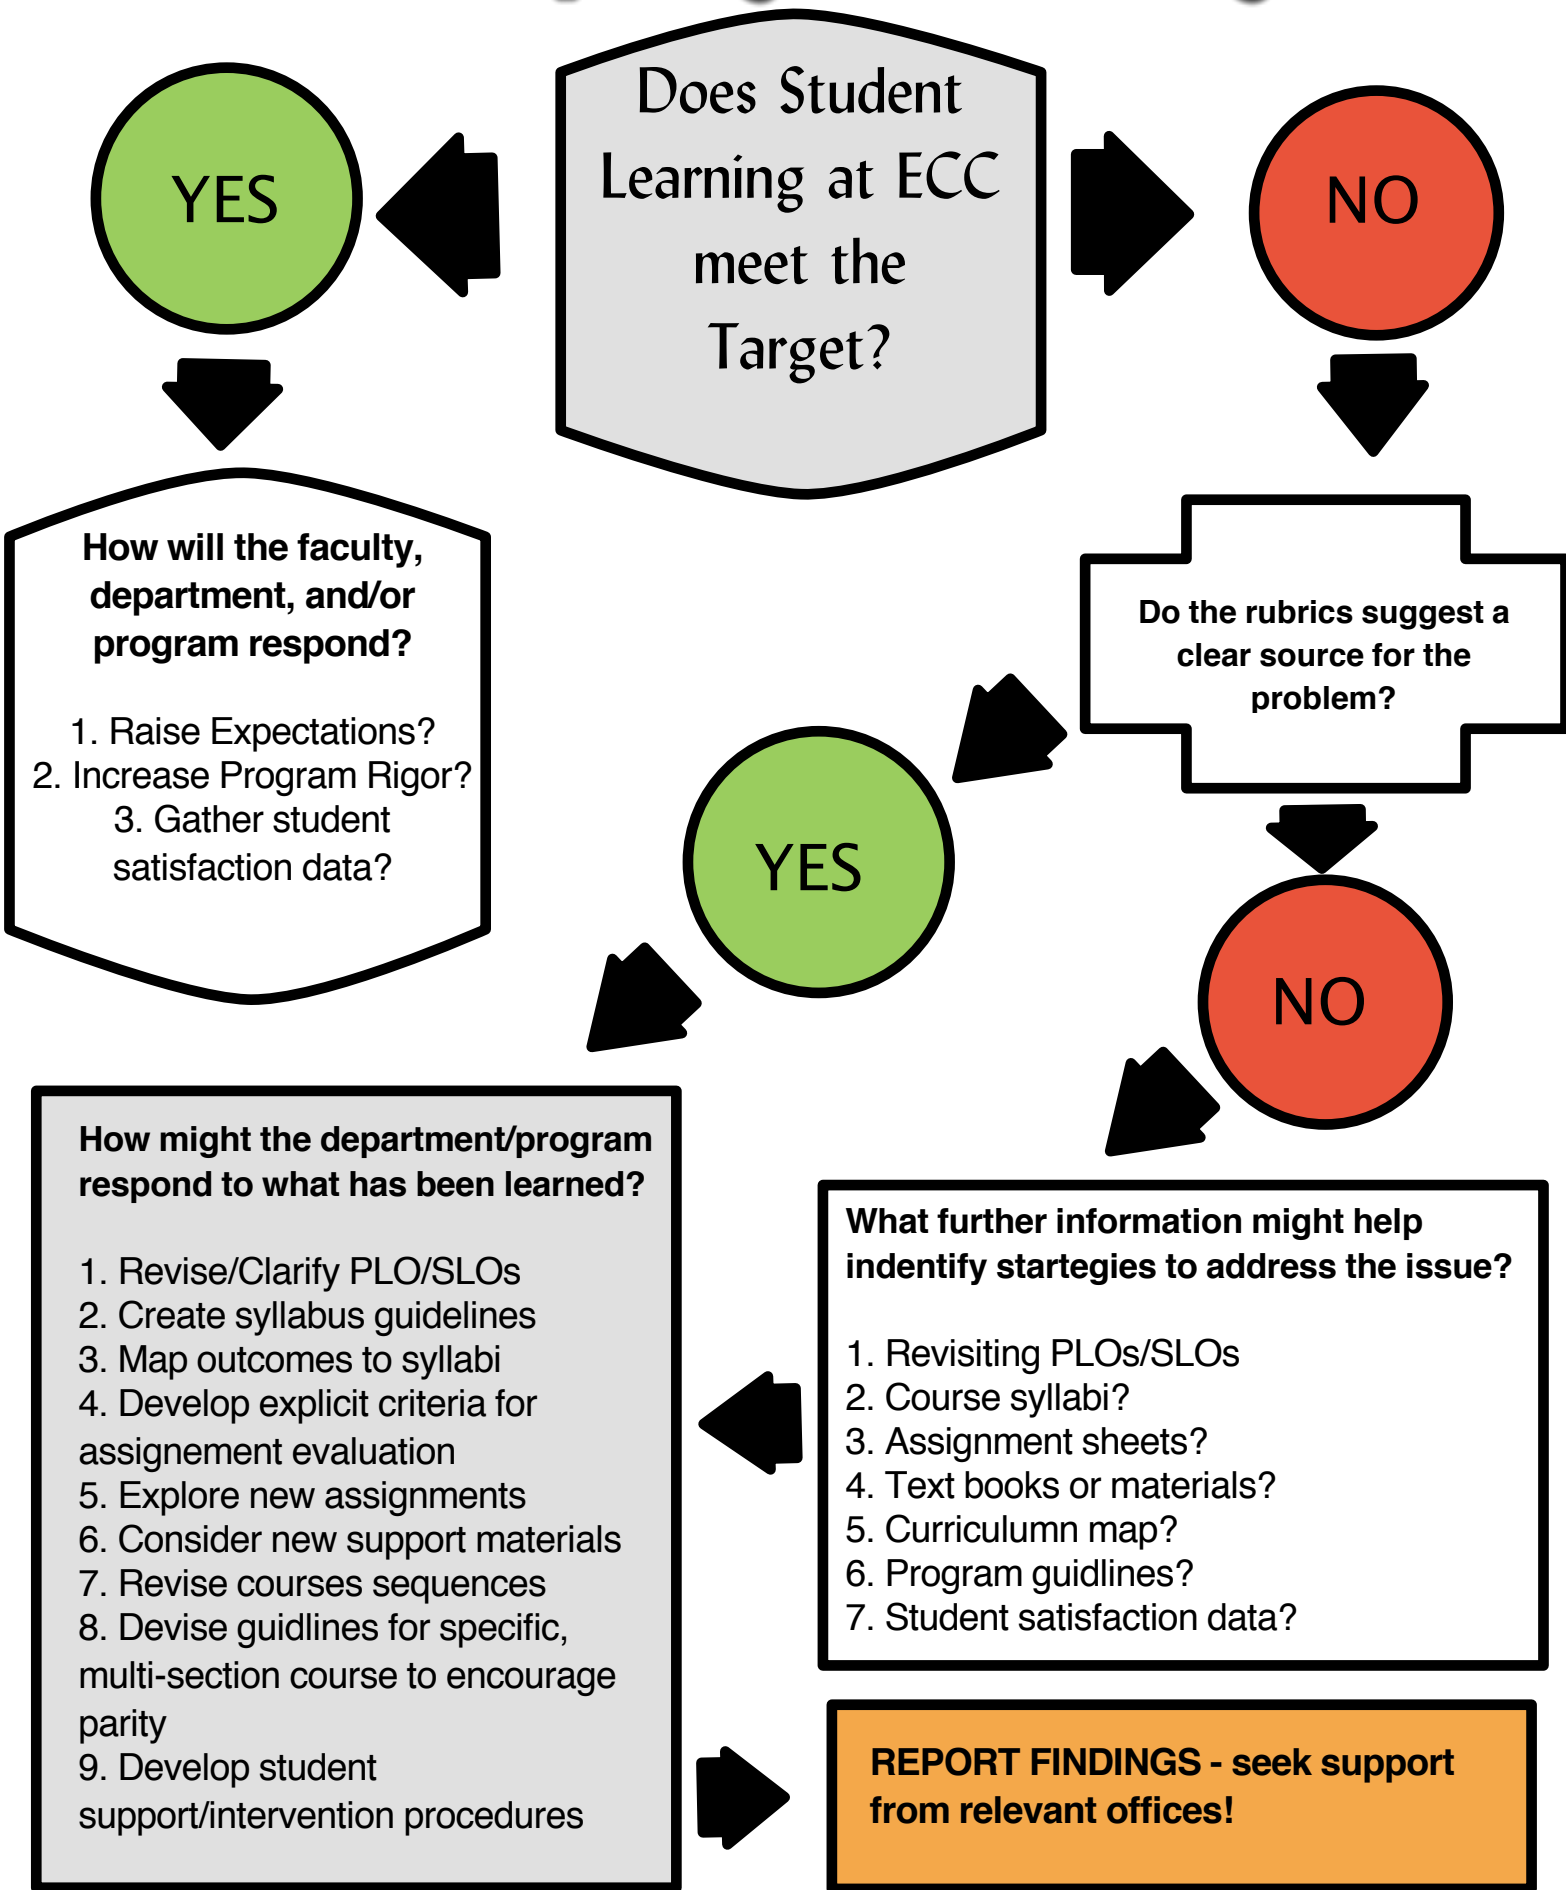 Does Student
Learning at ECC
meet the
Target?
YES
NO
How will the faculty,
department, and/or
program respond?
1. Raise Expectations?
2. Increase Program Rigor?
3. Gather student
satisfaction data?
Do the rubrics suggest a
clear source for the
problem?
YES
NO
How might the department/program
respond to what has been learned?
1. Revise/Clarify PLO/SLOs
2. Create syllabus guidelines
3. Map outcomes to syllabi
4. Develop explicit criteria for
assignement evaluation
5. Explore new assignments
6. Consider new support materials
7. Revise courses sequences
8. Devise guidlines for specific,
multi-section course to encourage
parity
9. Develop student
support/intervention procedures
What further information might help
indentify startegies to address the issue?
1. Revisiting PLOs/SLOs
2. Course syllabi?
3. Assignment sheets?
4. Text books or materials?
5. Curriculumn map?
6. Program guidlines?
7. Student satisfaction data?
REPORT FINDINGS - seek support
from relevant offices!